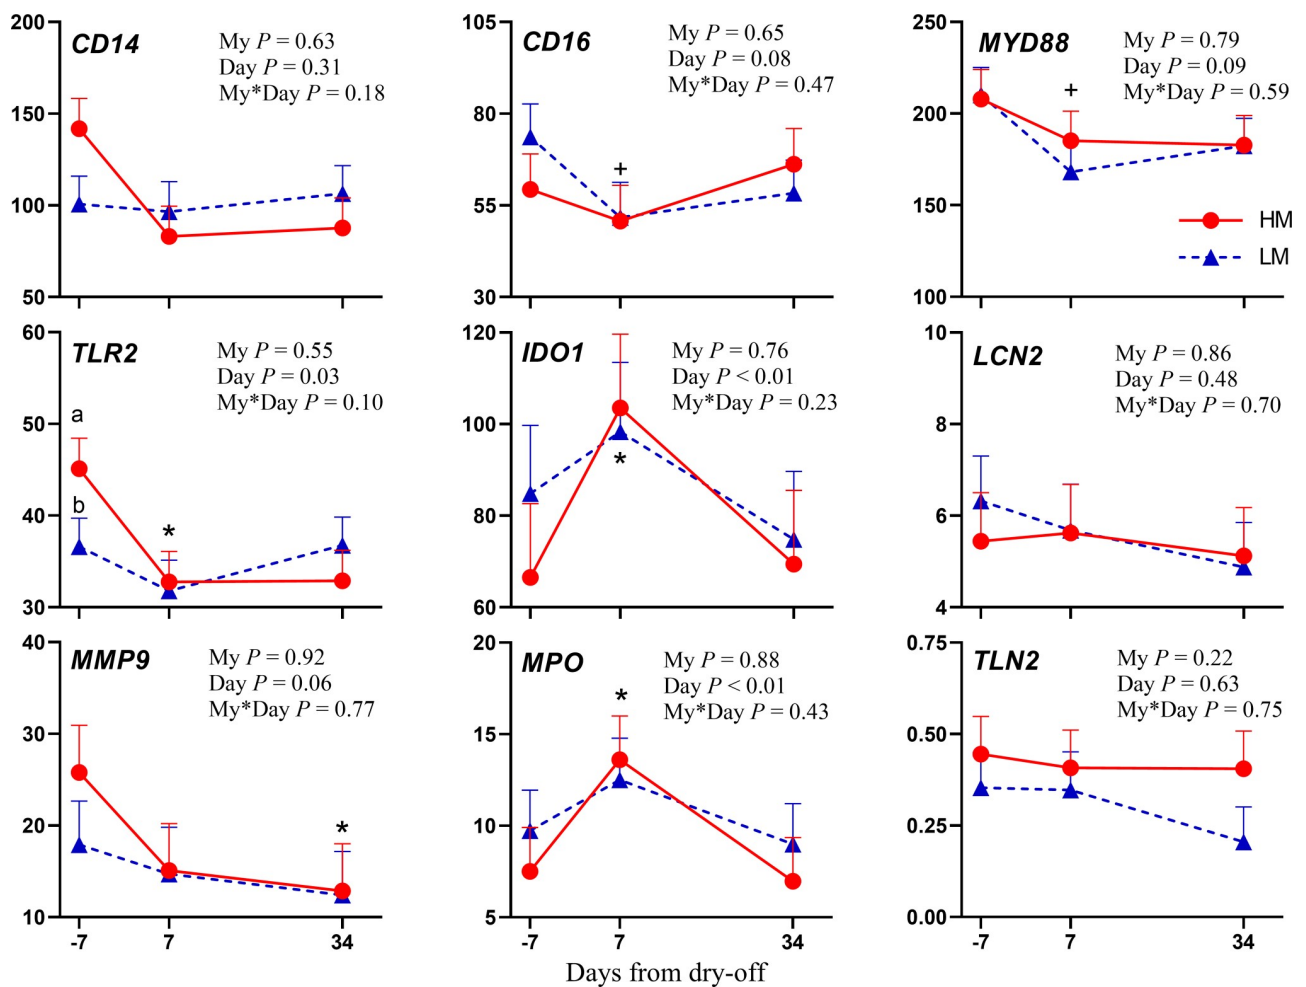 CD14
My P = 0.63
Day P = 0.31
My*Day P = 0.18
200
150
100
50
CD16
My P = 0.65
Day P = 0.08
My*Day P = 0.47
105
80
55
30
+
MYD88
My P = 0.79
Day P = 0.09
My*Day P = 0.59
250
200
150
100
+
HM
LM
TLR2
My P = 0.55
Day P = 0.03
My*Day P = 0.10
60
50
40
30
a
b
*
IDO1
My P = 0.76
Day P < 0.01
My*Day P = 0.23
120
100
80
60
*
LCN2
My P = 0.86
Day P = 0.48
My*Day P = 0.70
10
8
6
4
MMP9
My P = 0.92
Day P = 0.06
My*Day P = 0.77
40
30
20
10
*
-7 7 34
MPO
My P = 0.88
Day P < 0.01
My*Day P = 0.43
20
15
10
5
*
-7 7 34
TLN2
My P = 0.22
Day P = 0.63
My*Day P = 0.75
0.75
0.50
0.25
0.00
-7 7 34
Days from dry-off